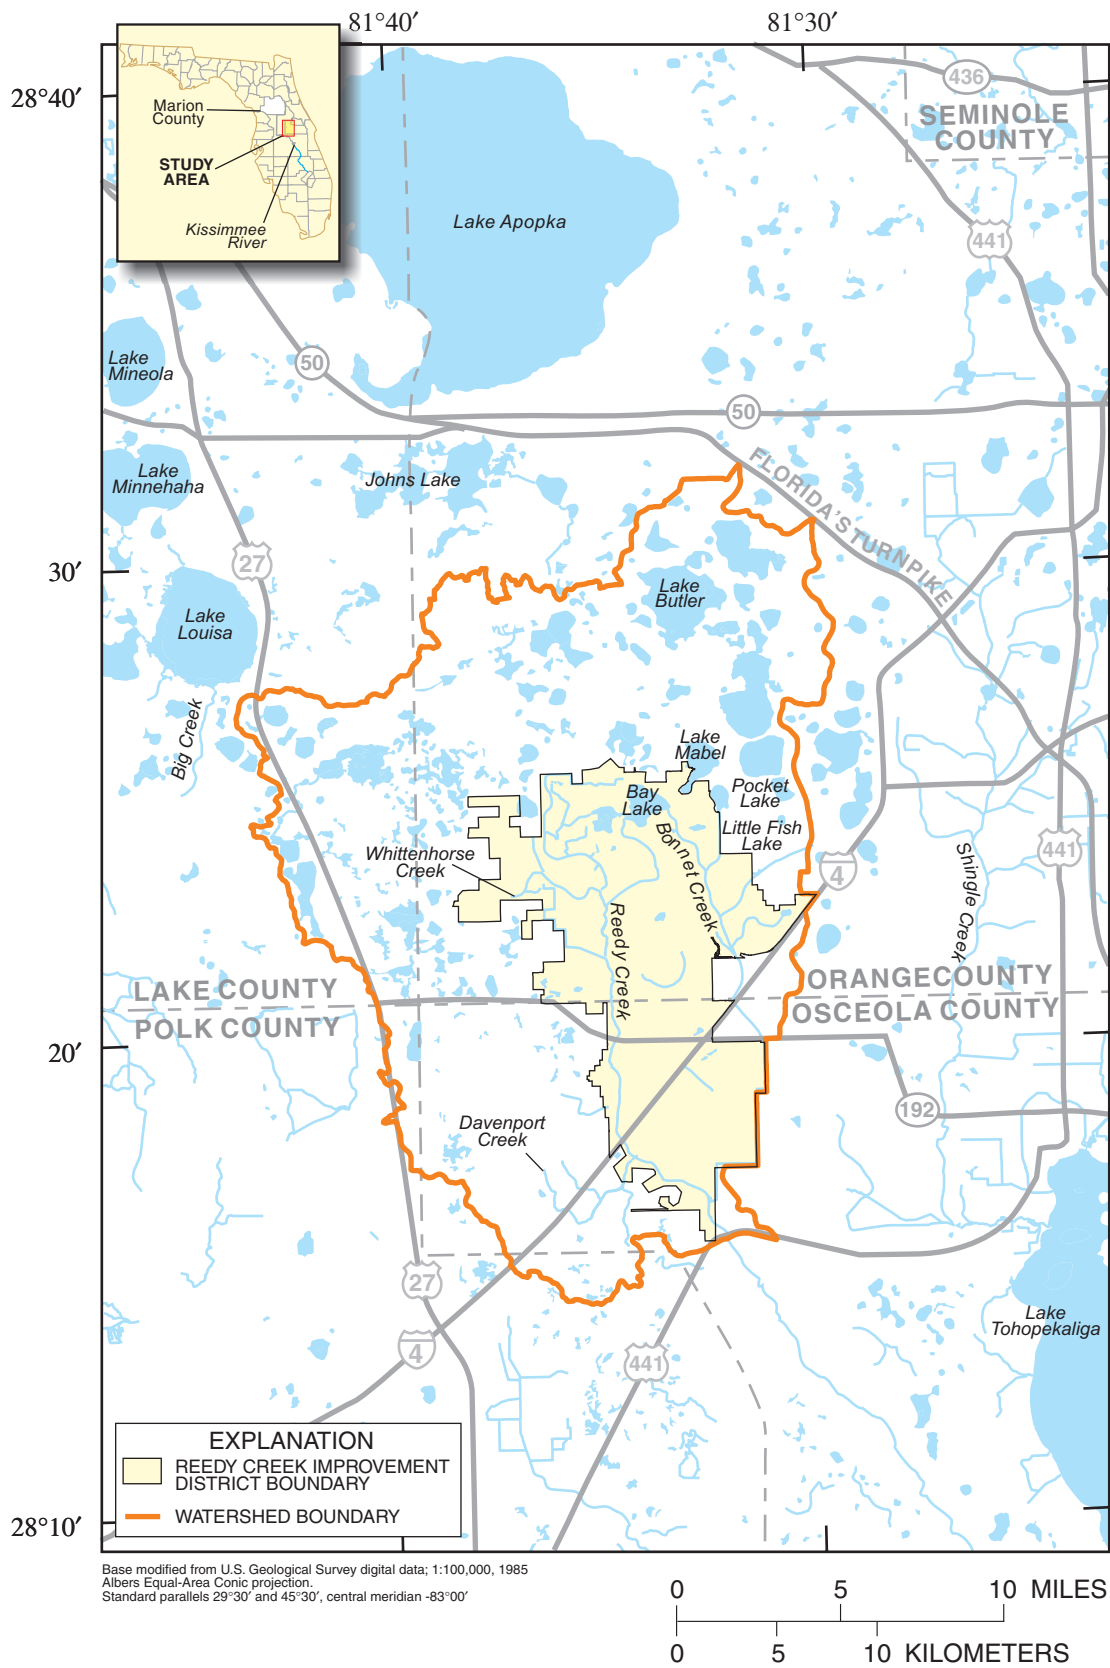 81°40′
81°30′
28°40′
Marion
County
STUDY
AREA
Kissimmee
River
436
SEMINOLE
COUNTY
Lake Apopka
441
Lake
Mineola
50
50
FLORIDA'S TURNPIKE
Lake
Minnehaha
Johns Lake
27
30′
Lake
Butler
Lake
Louisa
Big Creek
Lake
Mabel
Bay
Lake
Pocket
Lake
Little Fish
Lake
Bonnet Creek
Whittenhorse
Creek
4
441
Shingle Creek
Reedy Creek
LAKE COUNTY
POLK COUNTY
ORANGE COUNTY
OSCEOLA COUNTY
20′
192
Davenport
Creek
27
4
441
Lake
Tohopekaliga
EXPLANATION
REEDY CREEK IMPROVEMENT
DISTRICT BOUNDARY
WATERSHED BOUNDARY
28°10′
Base modified from U.S. Geological Survey digital data; 1:100,000, 1985
Albers Equal-Area Conic projection.
Standard parallels 29°30′ and 45°30′, central meridian -83°00′
0 5 10 MILES
0 5 10 KILOMETERS